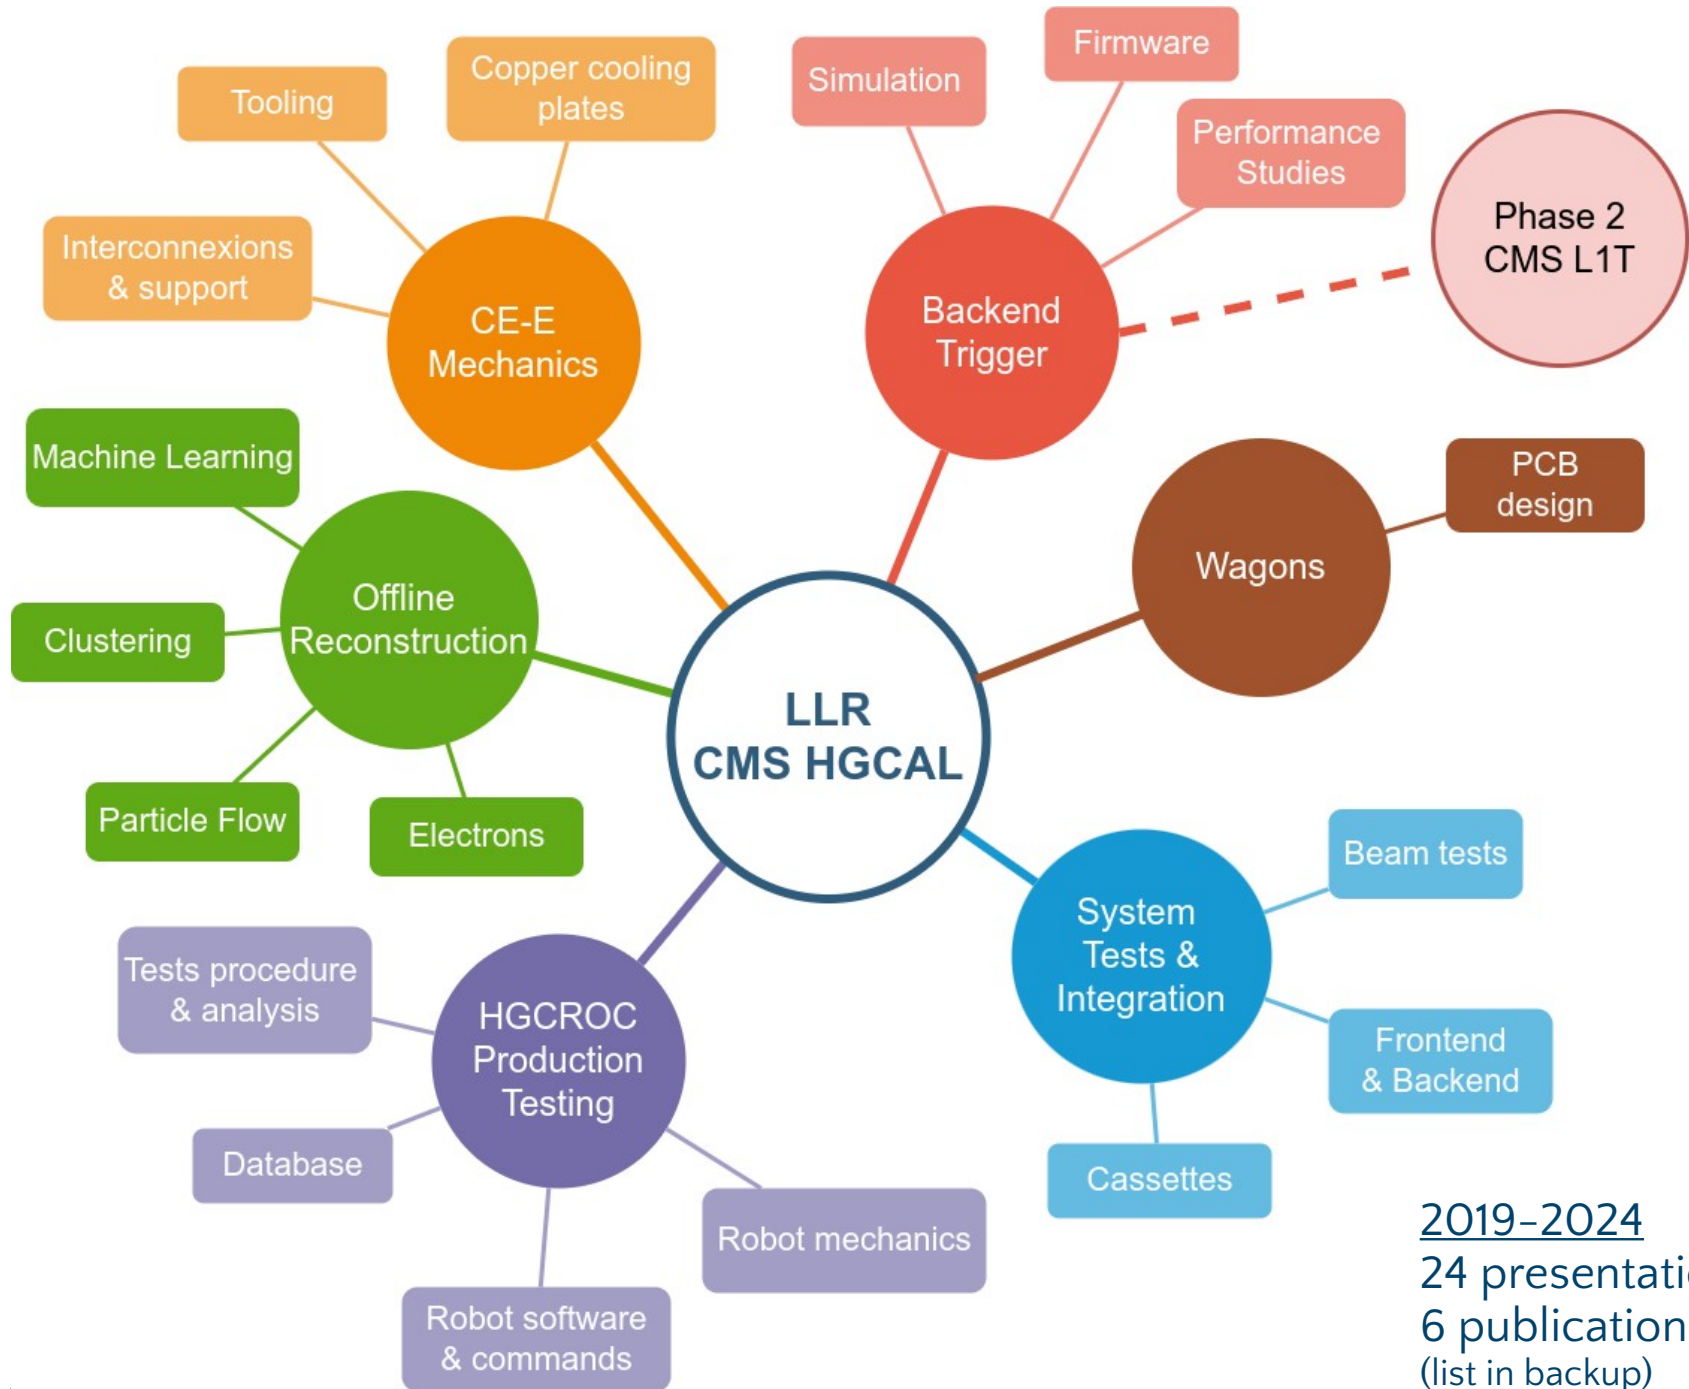 Copper cooling
plates
Tooling
Interconnexions
& support
CE-E
Mechanics
Simulation
Firmware
Performance
Studies
Backend
Trigger
Phase 2
CMS L1T
Machine Learning
Clustering
Offline
Reconstruction
Particle Flow
Electrons
PCB
design
Wagons
LLR
CMS HGCAL
System
Tests &
Integration
Beam tests
Frontend
& Backend
Cassettes
Tests procedure
& analysis
HGCROC
Production
Testing
Database
Robot mechanics
Robot software
& commands
2019-2024
24
6 publication
(list in backup)